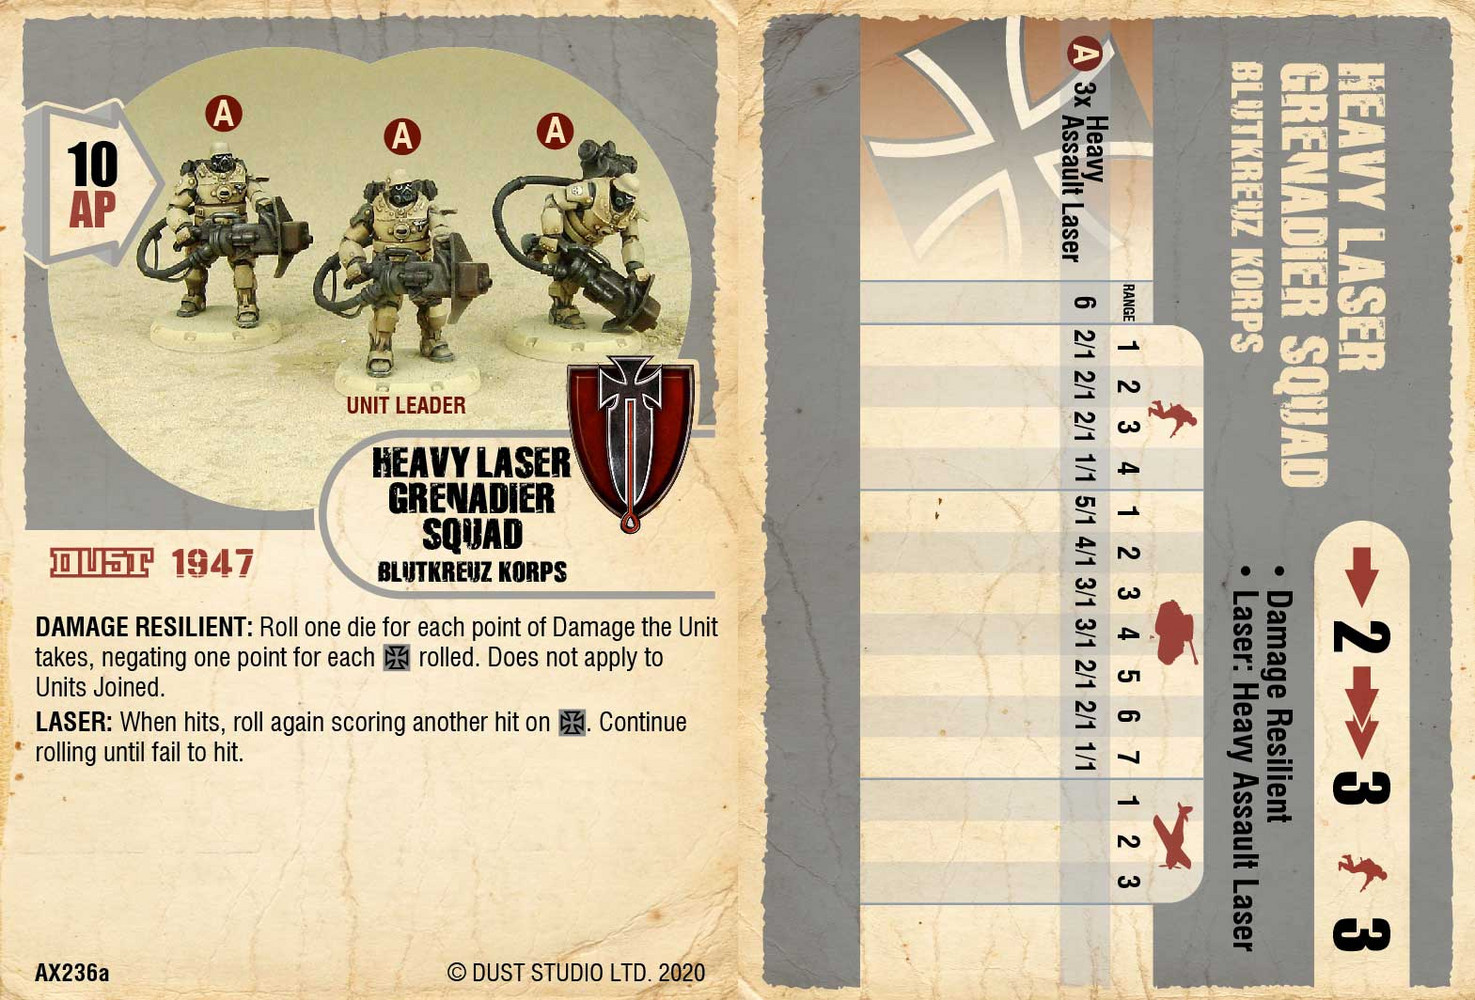 10
AP
A
A
A
UNIT LEADER
HEAVY LASER
GRENADIER
SQUAD
BLUTKREUZ KORPS
DUST 1947
DAMAGE RESILIENT: Roll one die for each point of Damage the Unit
takes, negating one point for each rolled. Does not apply to
Units Joined.
LASER: When hits, roll again scoring another hit on . Continue
rolling until fail to hit.
AX236a
© DUST STUDIO LTD. 2020
HEAVY LASER
GRENADIER SQUAD
BLUTKREUZ KORPS
2 3 3
• Damage Resilient
• Laser: Heavy Assault Laser
RANGE 1 2 3 4 1 2 3 4 5 6 7 1 2 3
A 3x Heavy
Assault Laser
6 2/1 2/1 2/1 1/1 5/1 4/1 3/1 3/1 2/1 2/1 1/1